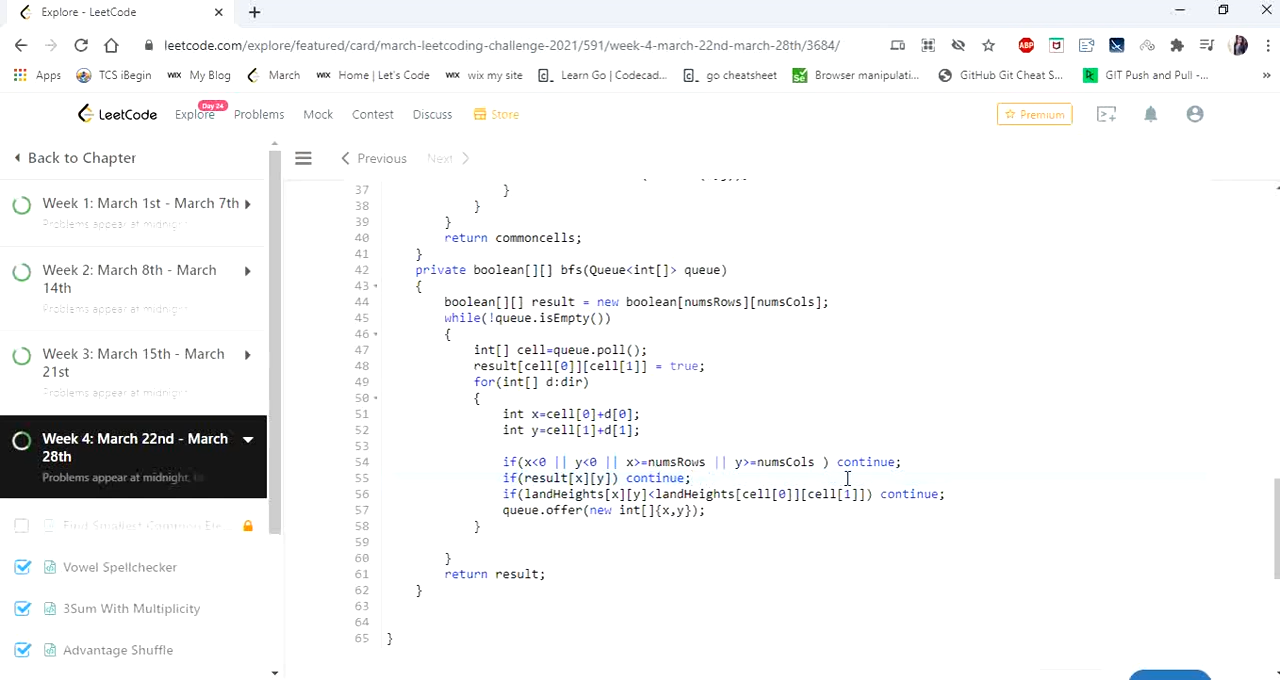 Explore - LeetCode
leetcode.com/explore/featured/card/march-leetcoding-challenge-2021/591/week-4-march-22nd-march-28th/3684/
ABP
Apps TCS iBegin WIX My Blog March WIX Home | Let's Code WIX wix my site Learn Go | Codecad... go cheatsheet Browser manipulati... GitHub Git Cheat S... GIT Push and Pull -... »
LeetCode Explore Day 24 Problems Mock Contest Discuss Store Premium
Back to Chapter
Previous Next
Week 1: March 1st - March 7th
Problems appear at midnight
Week 2: March 8th - March
14th
Problems appear at midnight
Week 3: March 15th - March
21st
Problems appear at midnight
Week 4: March 22nd - March
28th
Problems appear at midnight
Find Smallest Common Ele...
Vowel Spellchecker
3Sum With Multiplicity
Advantage Shuffle
37 }
38 }
39 }
40 return commoncells;
41 }
42 private boolean[][] bfs(Queue<int[]> queue)
43 {
44 boolean[][] result = new boolean[numsRows][numsCols];
45 while(!queue.isEmpty())
46 {
47 int[] cell=queue.poll();
48 result[cell[0]][cell[1]] = true;
49 for(int[] d:dir)
50 {
51 int x=cell[0]+d[0];
52 int y=cell[1]+d[1];
53
54 if(x<0 || y<0 || x>=numsRows || y>=numsCols ) continue;
55 if(result[x][y]) continue;
56 if(landHeights[x][y]<landHeights[cell[0]][cell[1]]) continue;
57 queue.offer(new int[]{x,y});
58 }
59
60 }
61 return result;
62 }
63
64
65 }